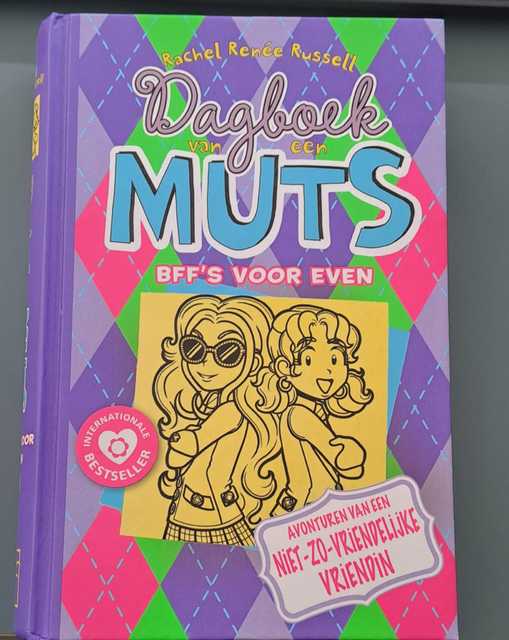 Rachel Renée Russell
Dagboek
van een
MUTS
BFF'S VOOR EVEN
INTERNATIONALE
BESTSELLER
AVONTUREN VAN EEN
NIET-ZO-VRIENDELIJKE
VRIENDIN